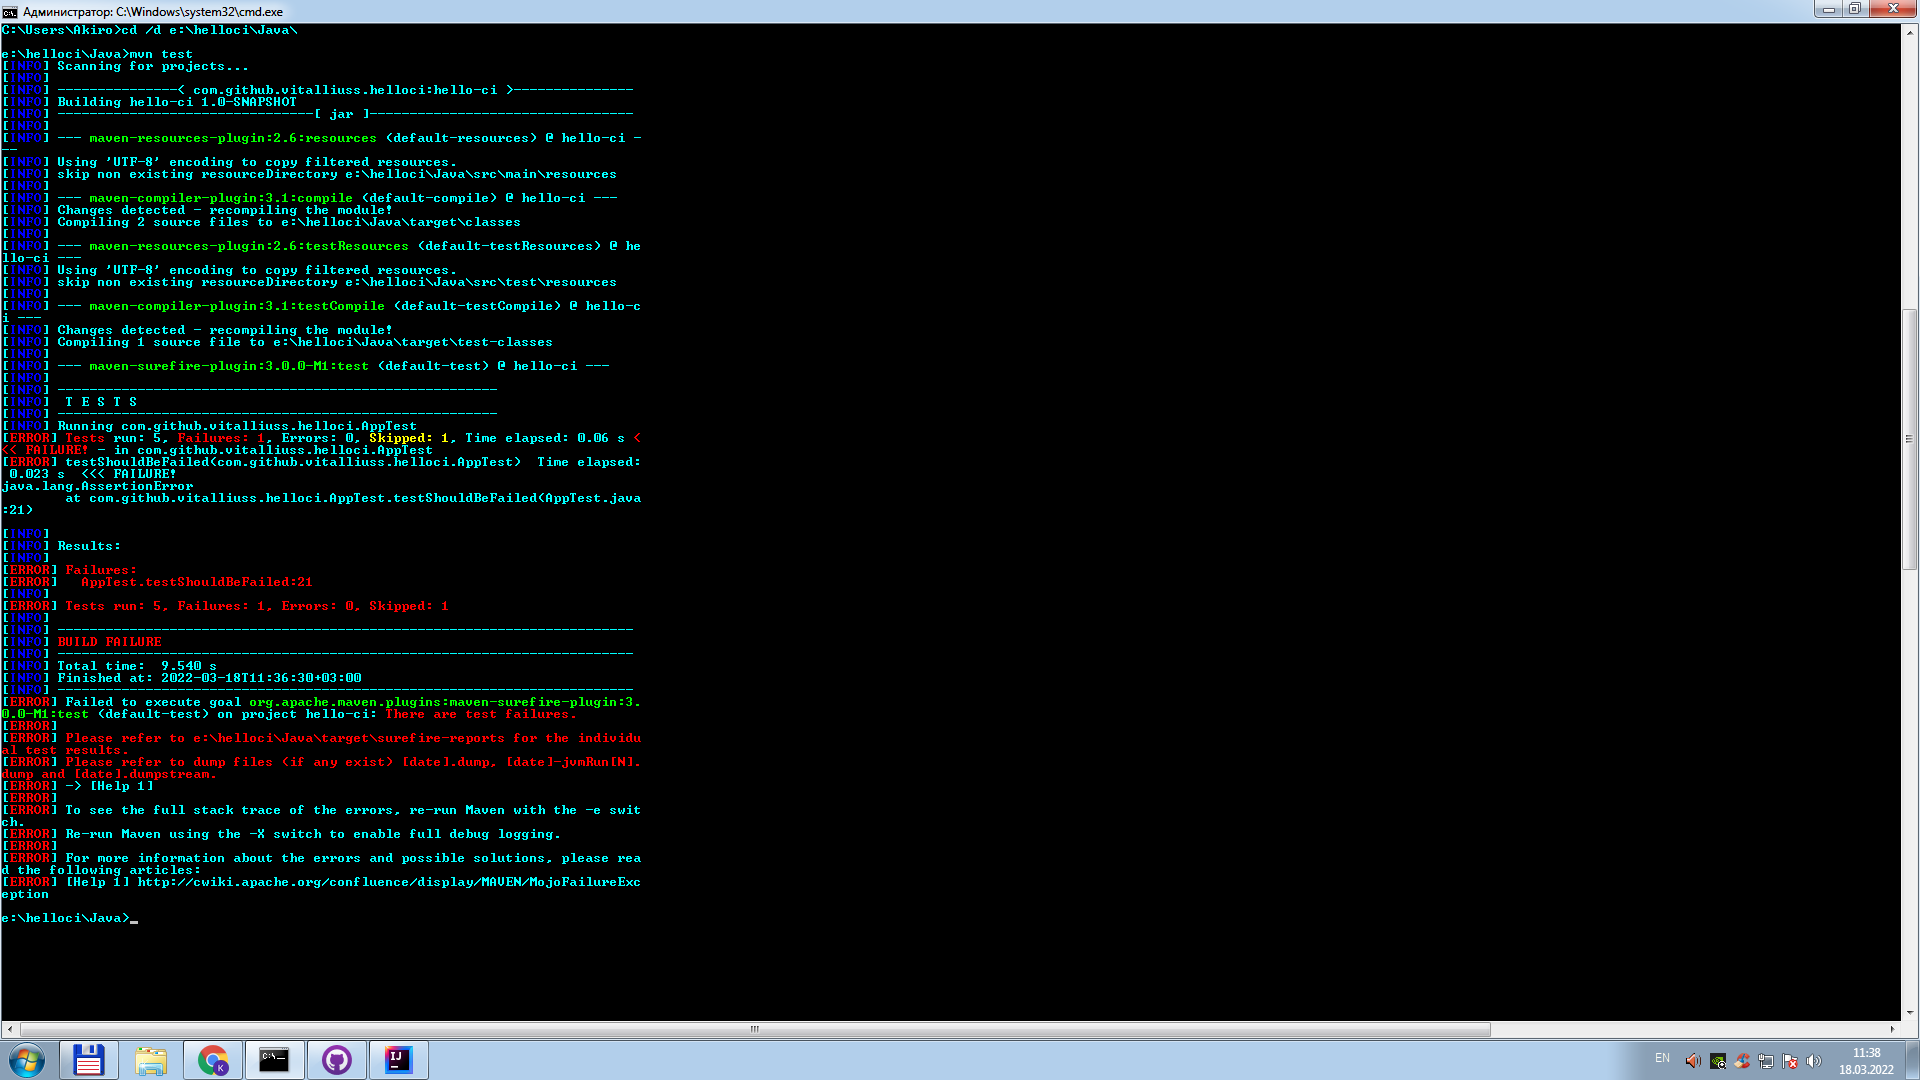 Администратор: C:\Windows\system32\cmd.exe
C:\Users\Akiro>cd /d e:\helloci\Java\
e:\helloci\Java>mvn test
[INFO] Scanning for projects...
[INFO]
[INFO] ---------------< com.github.vitalliuss.helloci:hello-ci >---------------
[INFO] Building hello-ci 1.0-SNAPSHOT
[INFO] --------------------------------[ jar ]---------------------------------
[INFO]
[INFO] --- maven-resources-plugin:2.6:resources (default-resources) @ hello-ci -
--
[INFO] Using 'UTF-8' encoding to copy filtered resources.
[INFO] skip non existing resourceDirectory e:\helloci\Java\src\main\resources
[INFO]
[INFO] --- maven-compiler-plugin:3.1:compile (default-compile) @ hello-ci ---
[INFO] Changes detected - recompiling the module!
[INFO] Compiling 2 source files to e:\helloci\Java\target\classes
[INFO]
[INFO] --- maven-resources-plugin:2.6:testResources (default-testResources) @ he
llo-ci ---
[INFO] Using 'UTF-8' encoding to copy filtered resources.
[INFO] skip non existing resourceDirectory e:\helloci\Java\src\test\resources
[INFO]
[INFO] --- maven-compiler-plugin:3.1:testCompile (default-testCompile) @ hello-c
i ---
[INFO] Changes detected - recompiling the module!
[INFO] Compiling 1 source file to e:\helloci\Java\target\test-classes
[INFO]
[INFO] --- maven-surefire-plugin:3.0.0-M1:test (default-test) @ hello-ci ---
[INFO]
[INFO] -------------------------------------------------------
[INFO]  T E S T S
[INFO] -------------------------------------------------------
[INFO] Running com.github.vitalliuss.helloci.AppTest
[ERROR] Tests run: 5, Failures: 1, Errors: 0, Skipped: 1, Time elapsed: 0.06 s <
<< FAILURE! - in com.github.vitalliuss.helloci.AppTest
[ERROR] testShouldBeFailed(com.github.vitalliuss.helloci.AppTest)  Time elapsed:
 0.023 s  <<< FAILURE!
java.lang.AssertionError
        at com.github.vitalliuss.helloci.AppTest.testShouldBeFailed(AppTest.java
:21)
[INFO]
[INFO] Results:
[INFO]
[ERROR] Failures:
[ERROR]   AppTest.testShouldBeFailed:21
[INFO]
[ERROR] Tests run: 5, Failures: 1, Errors: 0, Skipped: 1
[INFO]
[INFO] ------------------------------------------------------------------------
[INFO] BUILD FAILURE
[INFO] ------------------------------------------------------------------------
[INFO] Total time:  9.540 s
[INFO] Finished at: 2022-03-18T11:36:30+03:00
[INFO] ------------------------------------------------------------------------
[ERROR] Failed to execute goal org.apache.maven.plugins:maven-surefire-plugin:3.
0.0-M1:test (default-test) on project hello-ci: There are test failures.
[ERROR]
[ERROR] Please refer to e:\helloci\Java\target\surefire-reports for the individu
al test results.
[ERROR] Please refer to dump files (if any exist) [date].dump, [date]-jvmRun[N].
dump and [date].dumpstream.
[ERROR] -> [Help 1]
[ERROR]
[ERROR] To see the full stack trace of the errors, re-run Maven with the -e swit
ch.
[ERROR] Re-run Maven using the -X switch to enable full debug logging.
[ERROR]
[ERROR] For more information about the errors and possible solutions, please rea
d the following articles:
[ERROR] [Help 1] http://cwiki.apache.org/confluence/display/MAVEN/MojoFailureExc
eption
e:\helloci\Java>_
EN
11:38
18.03.2022